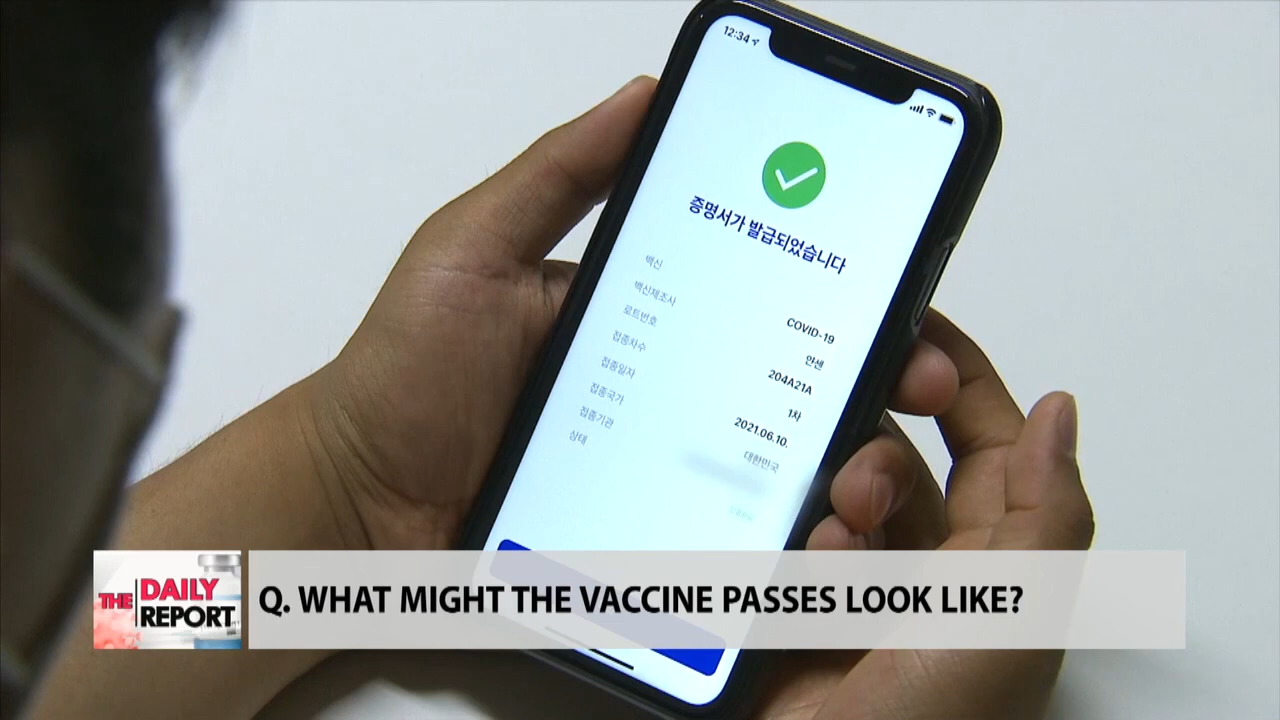 12:34
증명서가 발급되었습니다
백신 COVID-19
백신제조사 얀센
로트번호 204A21A
접종차수 1차
접종일자 2021.06.10.
접종국가 대한민국
접종기관
상태
THE DAILY REPORT
Q. WHAT MIGHT THE VACCINE PASSES LOOK LIKE?